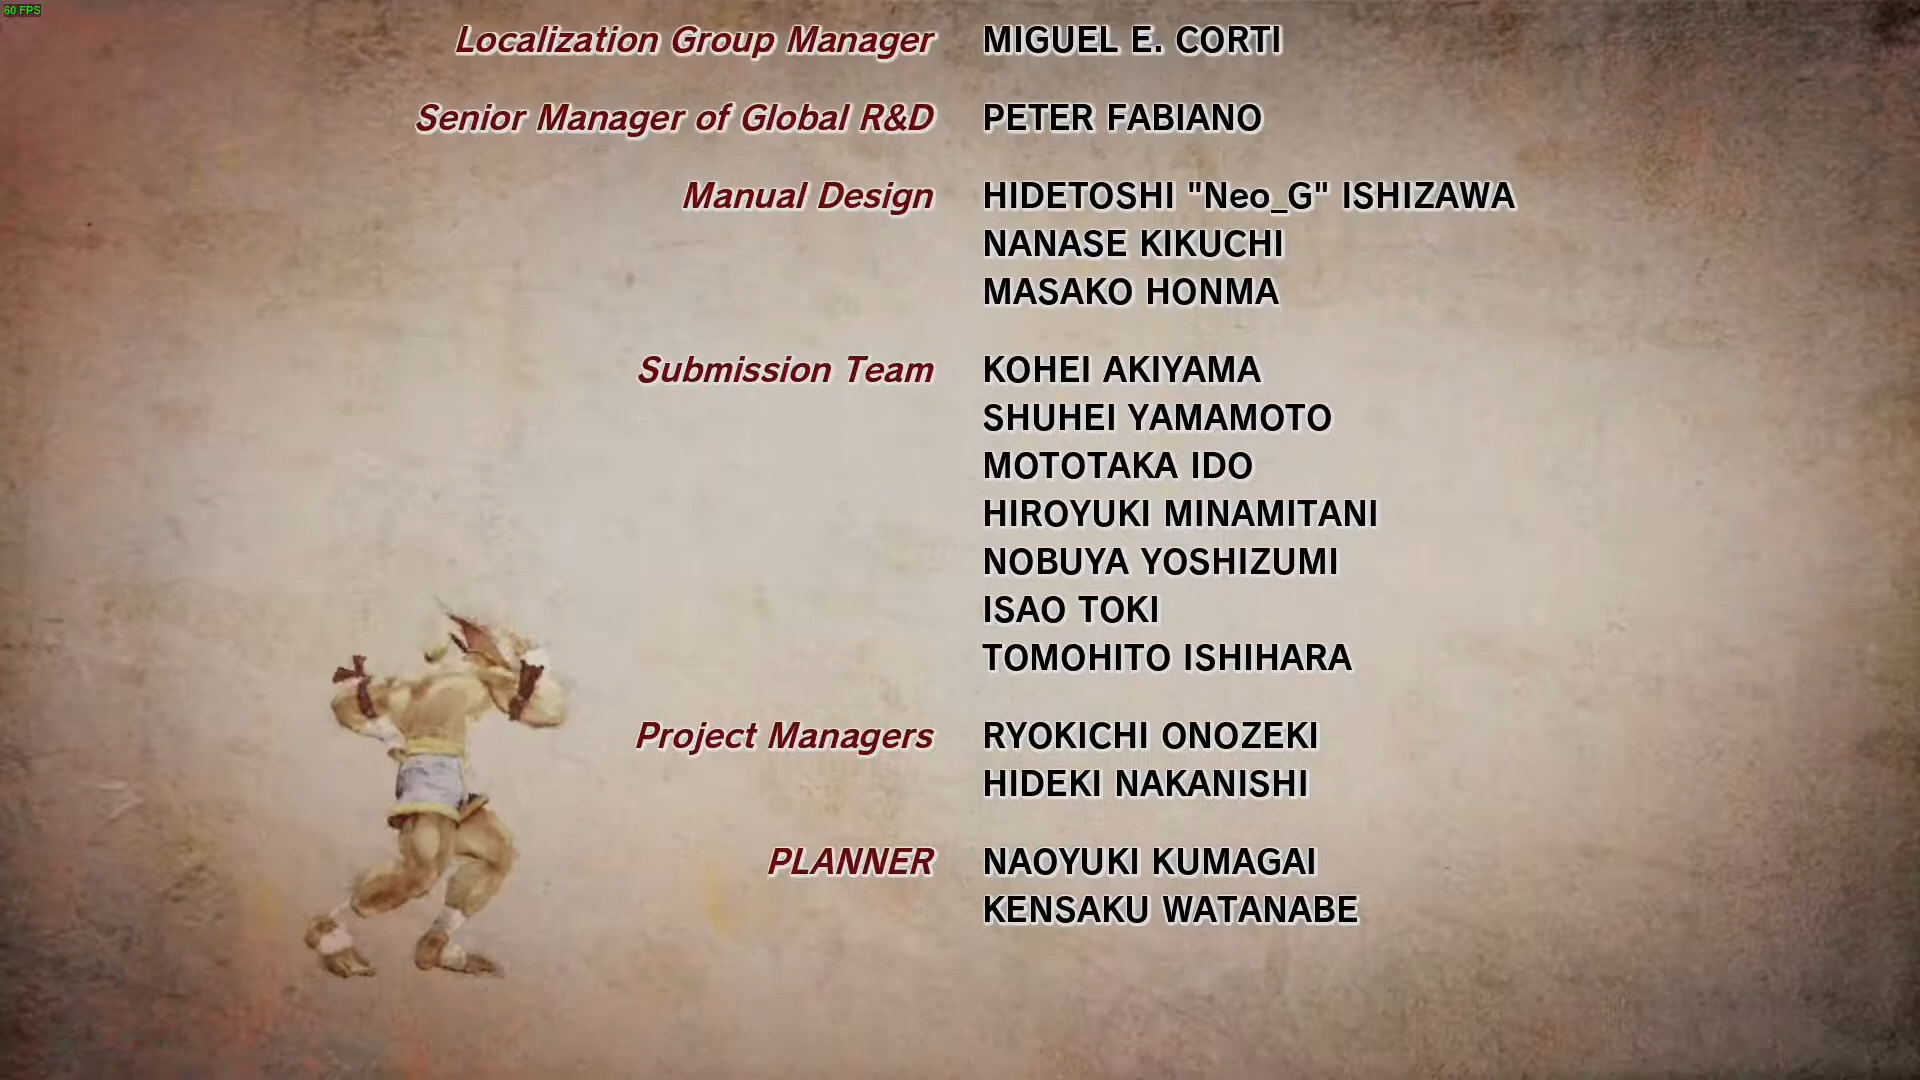 60 FPS
Localization Group Manager MIGUEL E. CORTI
Senior Manager of Global R&D PETER FABIANO
Manual Design HIDETOSHI "Neo_G" ISHIZAWA
NANASE KIKUCHI
MASAKO HONMA
Submission Team KOHEI AKIYAMA
SHUHEI YAMAMOTO
MOTOTAKA IDO
HIROYUKI MINAMITANI
NOBUYA YOSHIZUMI
ISAO TOKI
TOMOHITO ISHIHARA
Project Managers RYOKICHI ONOZEKI
HIDEKI NAKANISHI
PLANNER NAOYUKI KUMAGAI
KENSAKU WATANABE